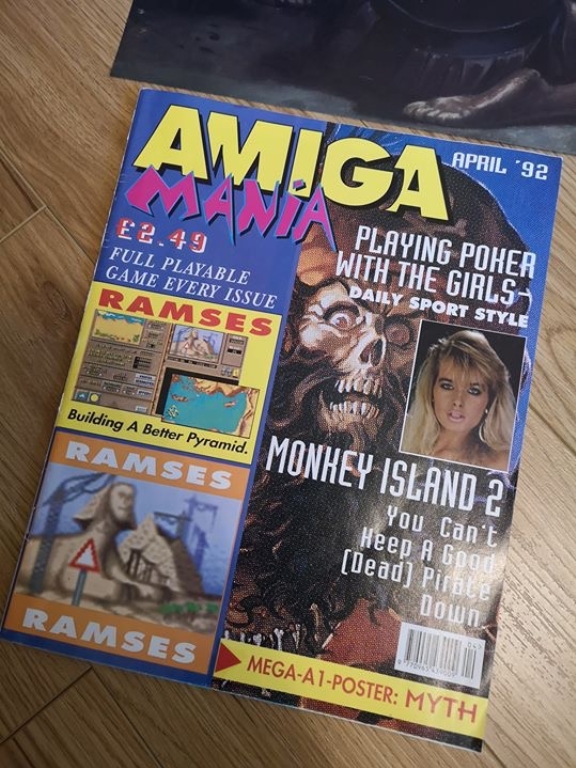 AMIGA
MANIA
APRIL '92
£2.49
FULL PLAYABLE
GAME EVERY ISSUE
RAMSES
Building A Better Pyramid.
RAMSES
RAMSES
PLAYING POKER
WITH THE GIRLS-
DAILY SPORT STYLE
MONKEY ISLAND 2
You Can't
Keep A Good
(Dead) Pirate
Down.
04>
MEGA-A1-POSTER: MYTH